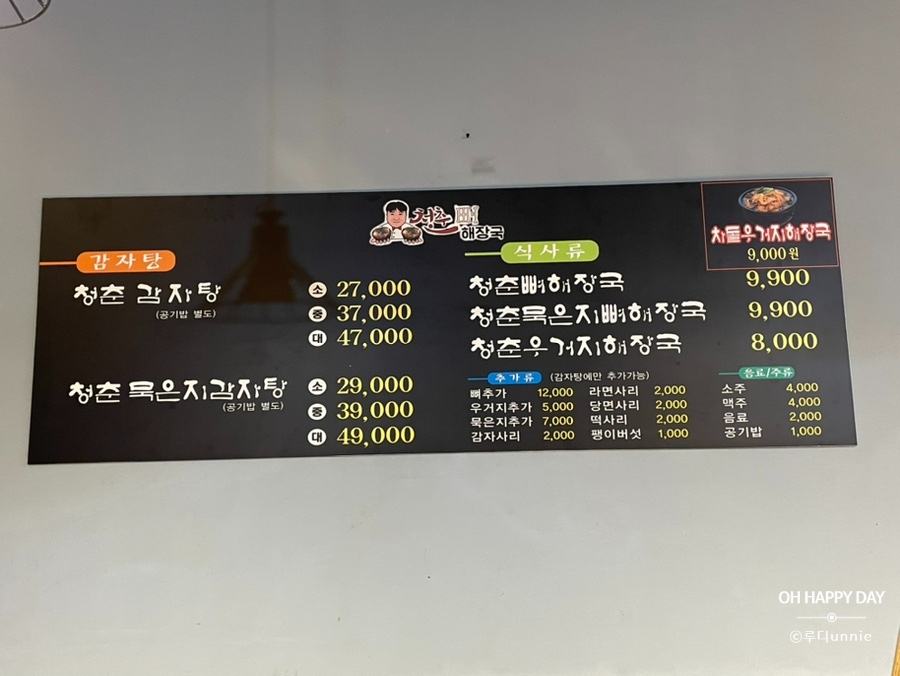 청춘뼈
해장국
감자탕
청춘 감자탕
(공기밥 별도)
소 27,000
중 37,000
대 47,000
청춘 묵은지감자탕
(공기밥 별도)
소 29,000
중 39,000
대 49,000
식사류
청춘뼈해장국 9,900
청춘묵은지뼈해장국 9,900
청춘우거지해장국 8,000
차돌우거지해장국
9,000원
추가류 (감자탕에만 추가가능)
뼈추가 12,000 라면사리 2,000
우거지추가 5,000 당면사리 2,000
묵은지추가 7,000 떡사리 2,000
감자사리 2,000 팽이버섯 1,000
음료/주류
소주 4,000
맥주 4,000
음료 2,000
공기밥 1,000
OH HAPPY DAY
©루디unnie